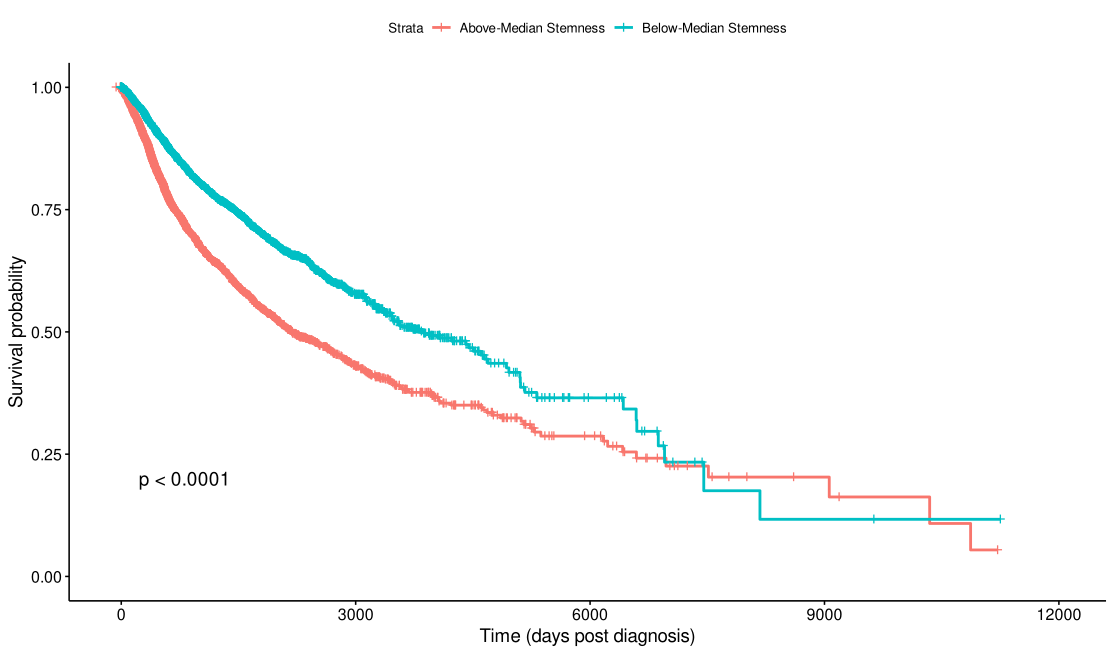 Strata Above-Median Stemness Below-Median Stemness
1.00
0.75
0.50
0.25
0.00
Survival probability
p < 0.0001
0 3000 6000 9000 12000
Time (days post diagnosis)